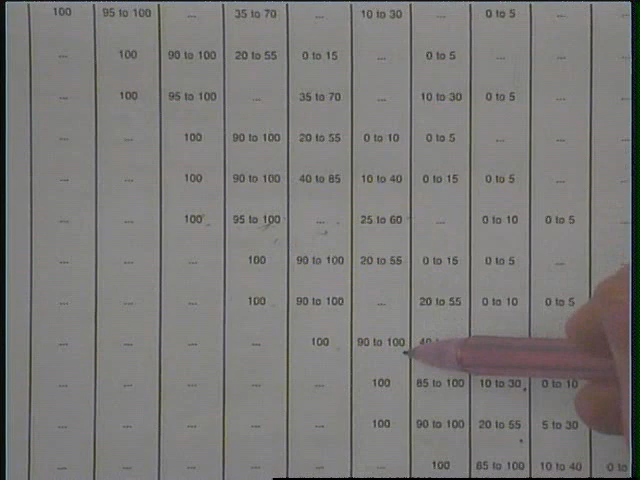 100 95 to 100 ... 35 to 70 ... 10 to 30 ... 0 to 5 ... ...
... 100 90 to 100 20 to 55 0 to 15 ... 0 to 5 ... ... ...
... 100 95 to 100 ... 35 to 70 ... 10 to 30 0 to 5 ... ...
... ... 100 90 to 100 20 to 55 0 to 10 0 to 5 ... ... ...
... ... 100 90 to 100 40 to 85 10 to 40 0 to 15 0 to 5 ... ...
... ... 100 95 to 100 ... 25 to 60 ... 0 to 10 0 to 5 ...
... ... ... 100 90 to 100 20 to 55 0 to 15 0 to 5 ...
... ... ... 100 90 to 100 ... 20 to 55 0 to 10 0 to 5
... ... ... ... 100 90 to 100
... ... ... ... ... 100 85 to 100 10 to 30 0 to 10
... ... ... ... ... 100 90 to 100 20 to 55 5 to 30
... ... ... ... ... ... 100 85 to 100 10 to 40 0 to